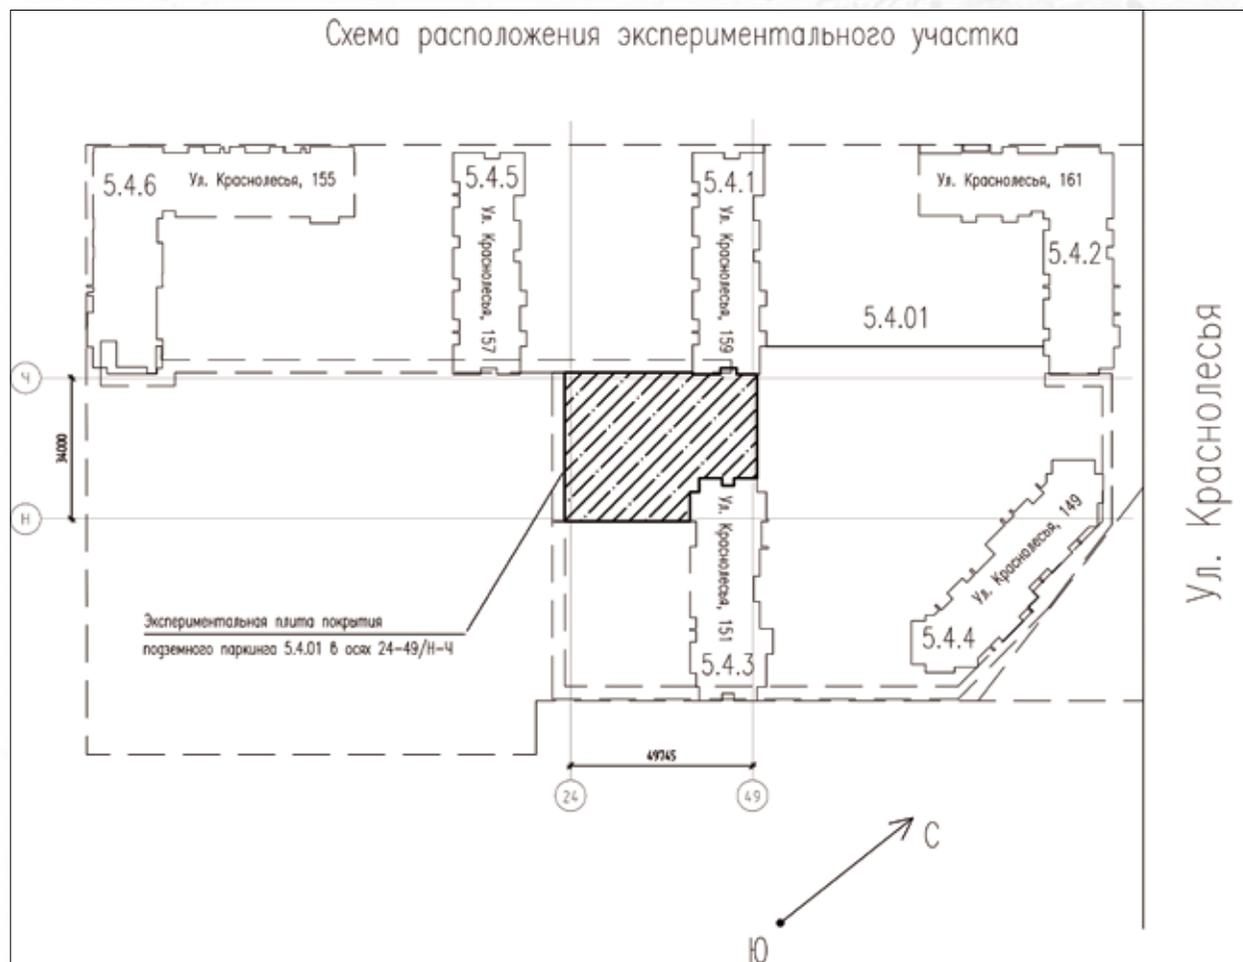 Схема расположения экспериментального участка
5.4.6
Ул. Краснолесья, 155
5.4.5
Ул. Краснолесья, 157
5.4.1
Ул. Краснолесья, 159
Ул. Краснолесья, 161
5.4.2
5.4.01
Ул. Краснолесья
Ч
34000
Н
Экспериментальная плита покрытия
подземного паркинга 5.4.01 в осях 24-49/Н-Ч
Ул. Краснолесья, 151
5.4.3
Ул. Краснолесья, 149
5.4.4
49745
24
49
С
Ю